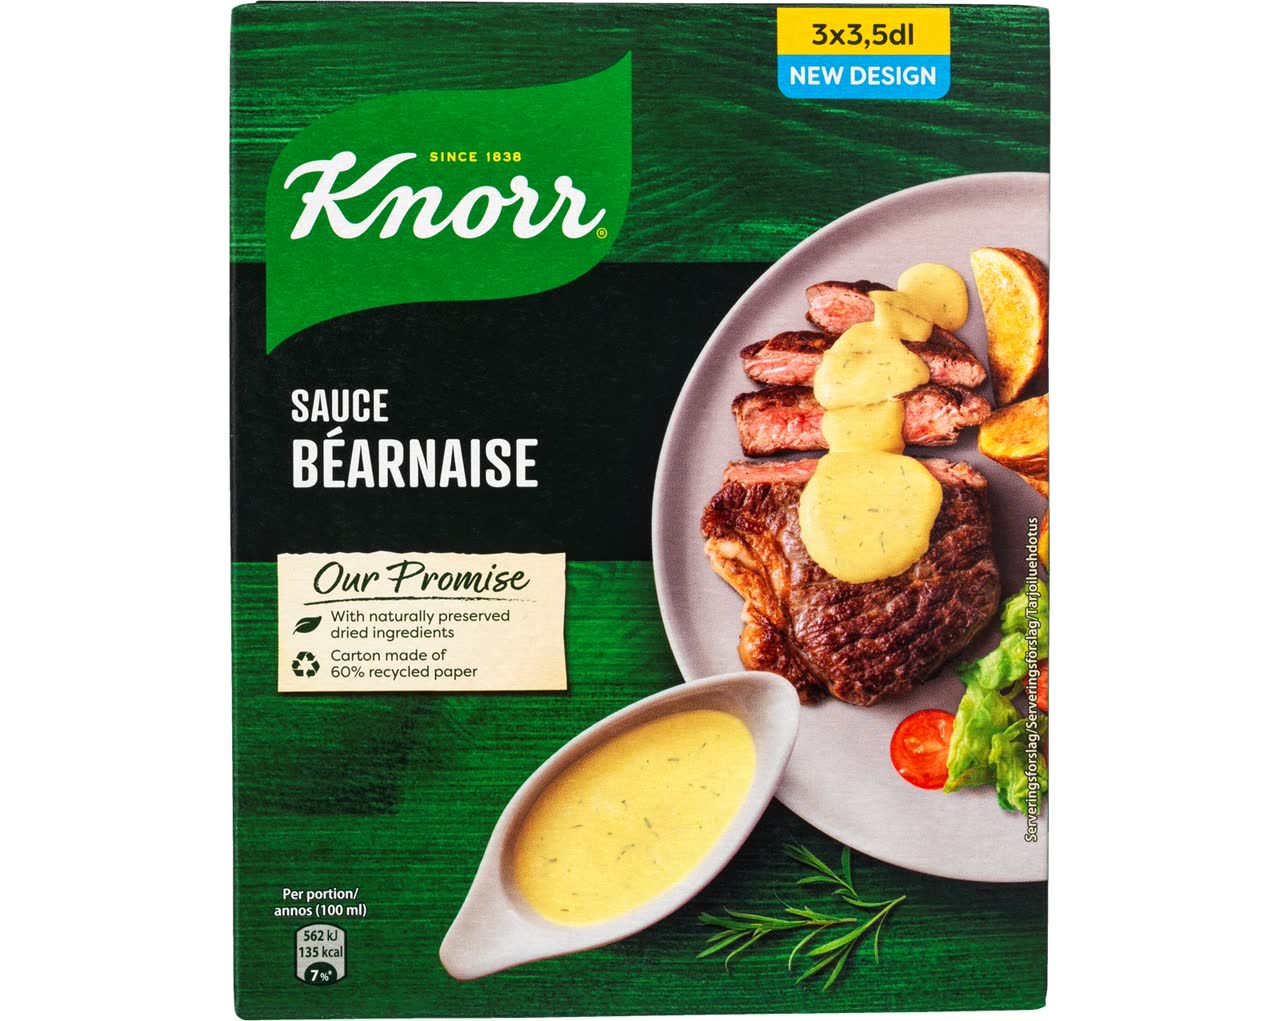 3x3,5dl
NEW DESIGN
SINCE 1838
Knorr®
SAUCE
BÉARNAISE
Our Promise
With naturally preserved
dried ingredients
Carton made of
60% recycled paper
Serveringsforslag/Serveringsförslag/Tarjoiluehdotus
Per portion/
annos (100 ml)
562 kJ
135 kcal
7%*